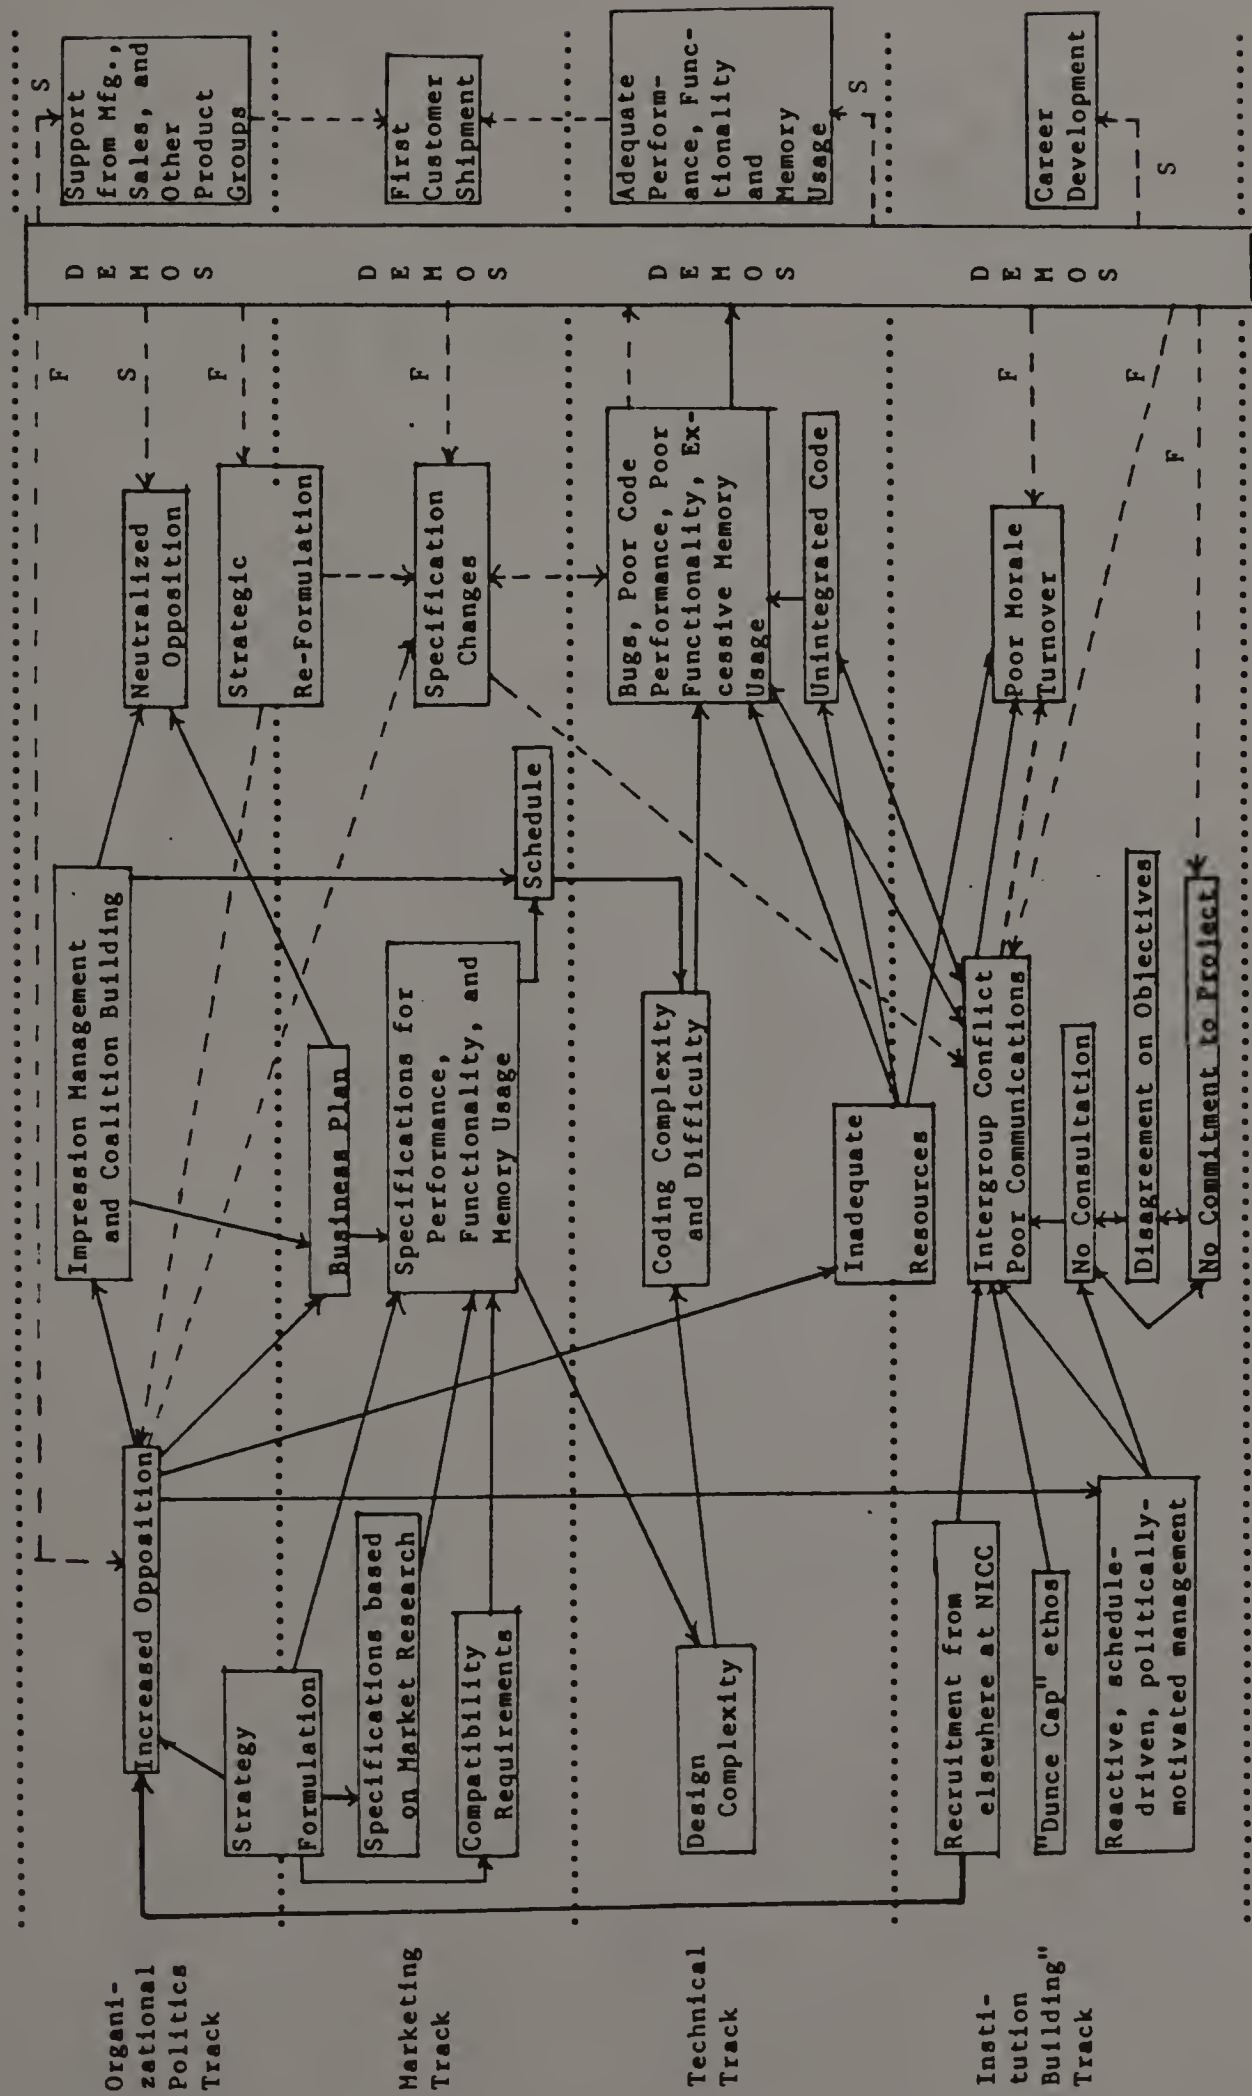 Organi-
zational
Politics
Track
Increased Opposition
Impression Management
and Coalition Building
Neutralized
Opposition
Strategy
Formulation
Strategic
Re-Formulation
F
S
F
D
E
M
O
S
S
Support
from Mfg.,
Sales, and
Other
Product
Groups
Marketing
Track
Specifications based
on Market Research
Compatibility
Requirements
Business Plan
Specifications for
Performance,
Functionality, and
Memory Usage
Schedule
Specification
Changes
F
D
E
M
O
S
First
Customer
Shipment
Technical
Track
Design
Complexity
Coding Complexity
and Difficulty
Inadequate
Resources
Bugs, Poor Code
Performance, Poor
Functionality, Ex-
cessive Memory
Usage
Unintegrated Code
D
E
M
O
S
Adequate
Perform-
ance, Func-
tionality
and
Memory
Usage
S
Insti-
tution
Building"
Track
Recruitment from
elsewhere at NICC
"Dunce Cap" ethos
Reactive, schedule-
driven, politically-
motivated management
Intergroup Conflict
Poor Communications
No Consultation
Disagreement on Objectives
No Commitment to Project
Poor Morale
Turnover
F
F
F
D
E
M
O
S
Career
Development
S